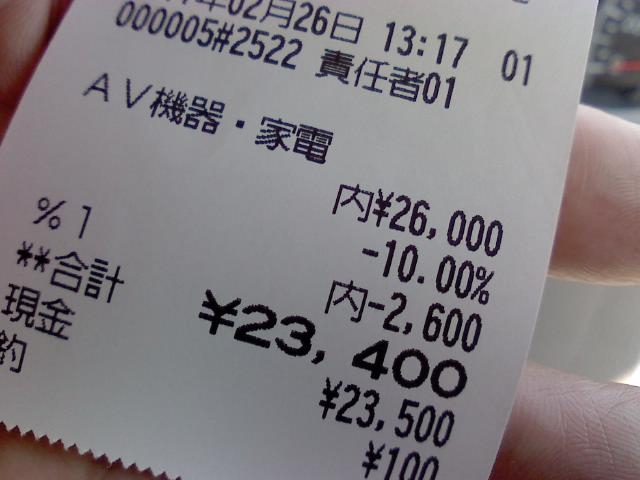 年02月26日 13:17 01
000005#2522 責任者01
AV機器・家電
内¥26,000
%1 -10.00%
内-2,600
**合計 ¥23,400
現金 ¥23,500
釣 ¥100